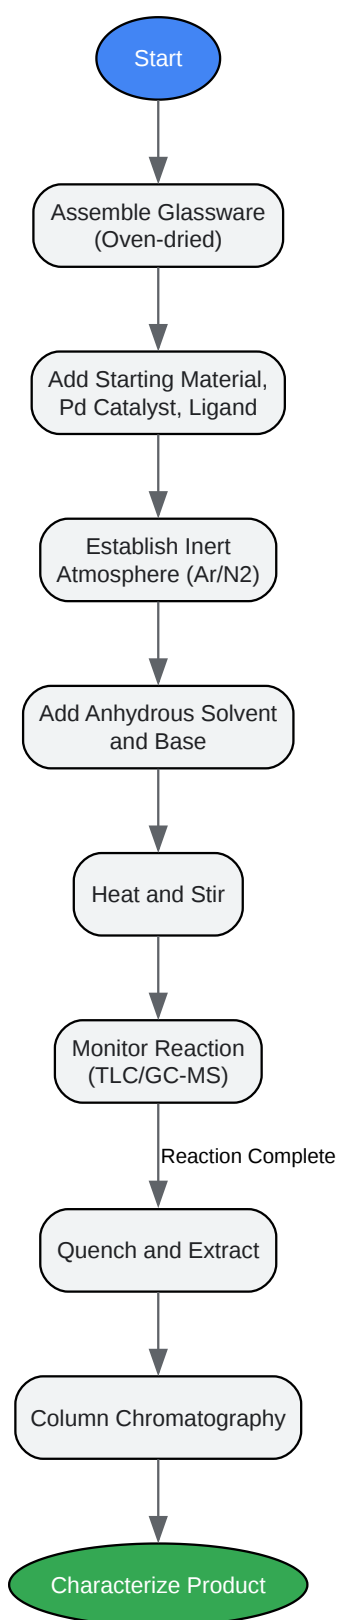 Start
Assemble Glassware
(Oven-dried)
Add Starting Material,
Pd Catalyst, Ligand
Establish Inert
Atmosphere (Ar/N2)
Add Anhydrous Solvent
and Base
Heat and Stir
Monitor Reaction
(TLC/GC-MS)
Reaction Complete
Quench and Extract
Column Chromatography
Characterize Product